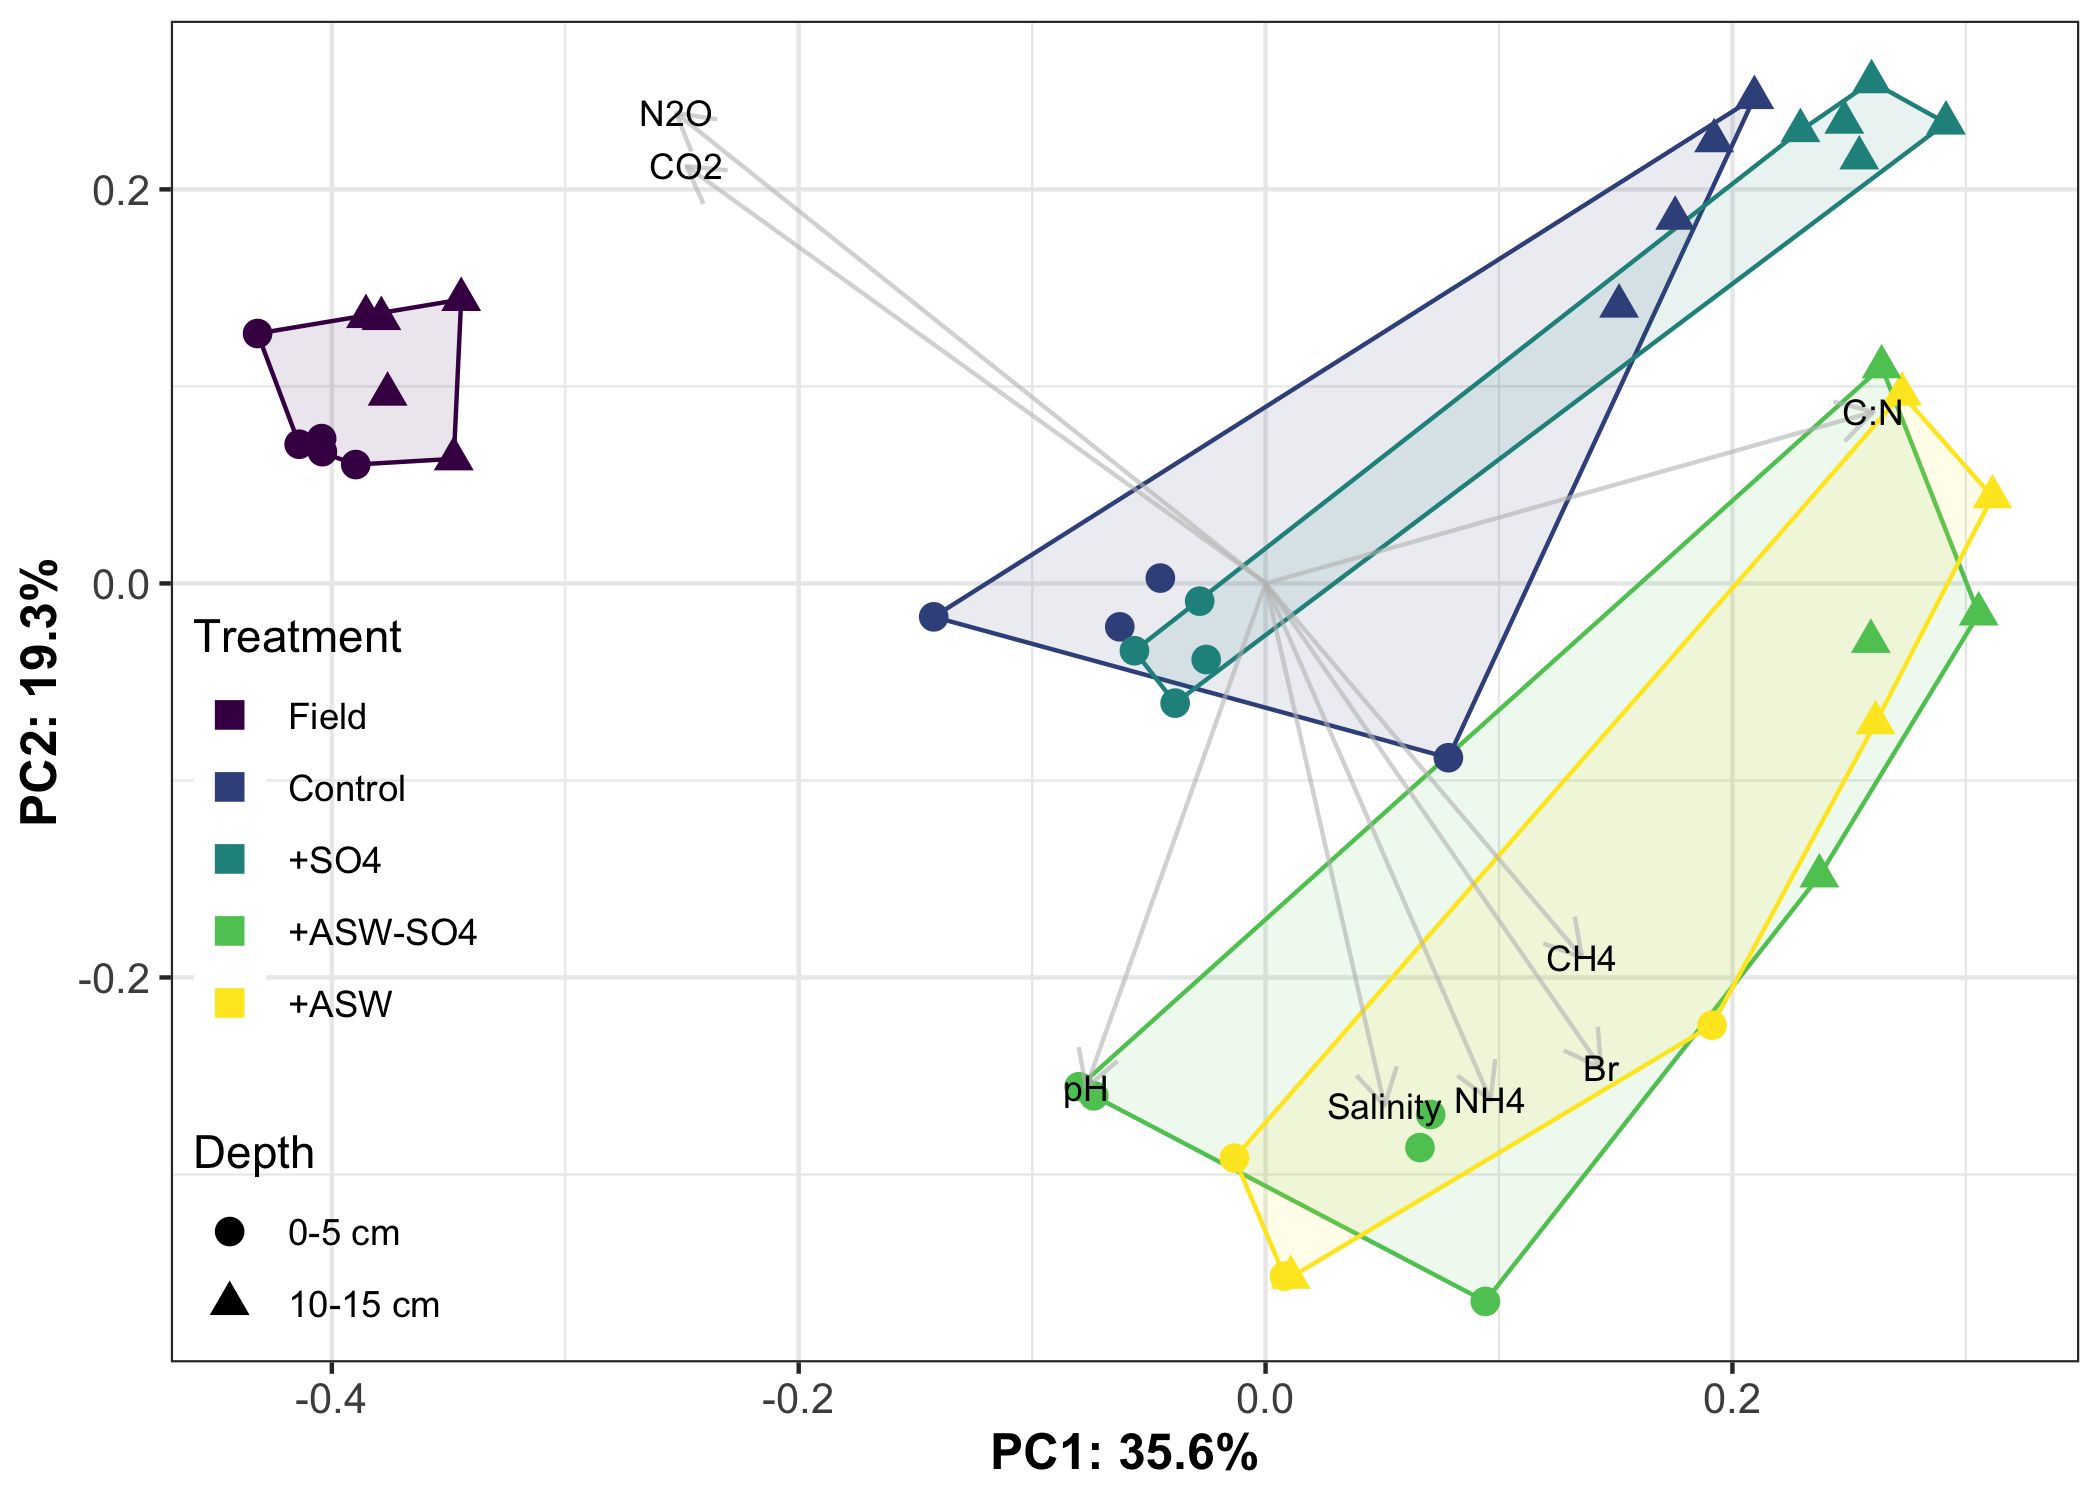 N2O
CO2
0.2
C:N
0.0
PC2: 19.3%
Treatment
Field
Control
+SO4
+ASW-SO4
+ASW
-0.2
CH4
Br
pH
Salinity
NH4
Depth
0-5 cm
10-15 cm
-0.4
-0.2
0.0
0.2
PC1: 35.6%